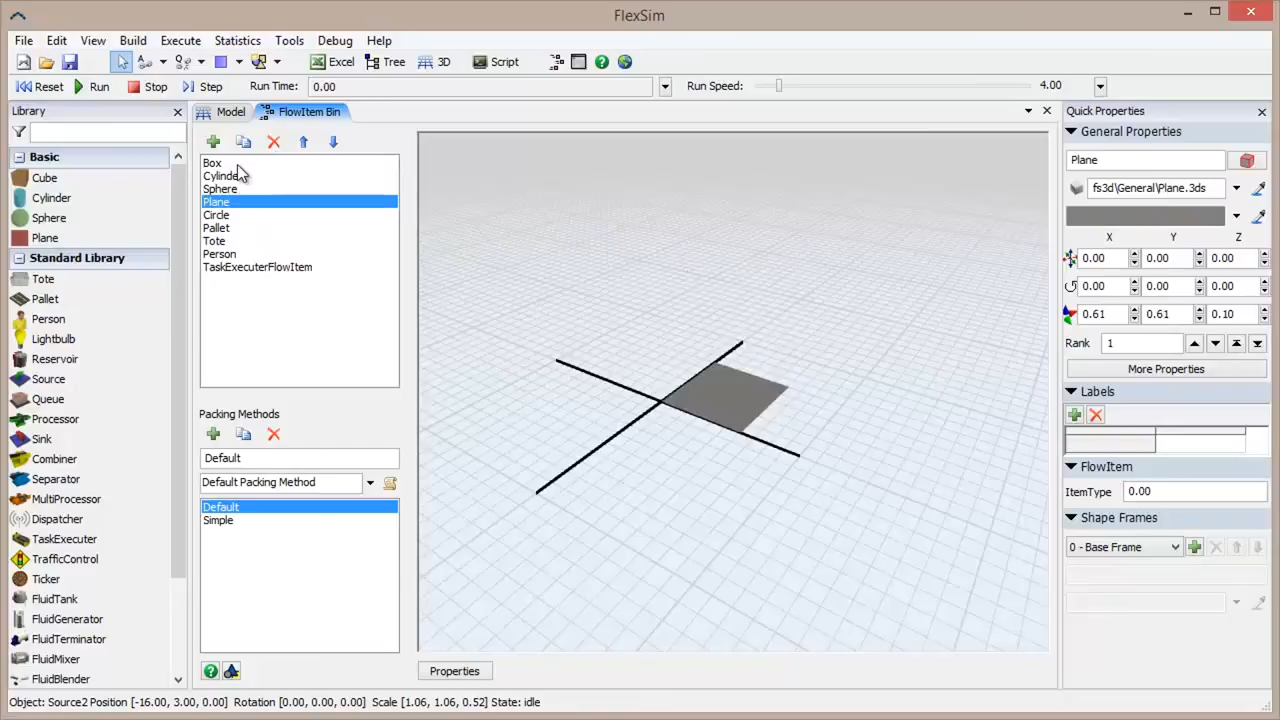 FlexSim
File Edit View Build Execute Statistics Tools Debug Help
Excel Tree 3D Script
Reset Run Stop Step Run Time: 0.00 Run Speed: 4.00
Library
Basic
Cube
Cylinder
Sphere
Plane
Standard Library
Tote
Pallet
Person
Lightbulb
Reservoir
Source
Queue
Processor
Sink
Combiner
Separator
MultiProcessor
Dispatcher
TaskExecuter
TrafficControl
Ticker
FluidTank
FluidGenerator
FluidTerminator
FluidMixer
FluidBlender
Model FlowItem Bin
Box
Cylinder
Sphere
Plane
Circle
Pallet
Tote
Person
TaskExecuterFlowItem
Packing Methods
Default
Default Packing Method
Default
Simple
Properties
Quick Properties
General Properties
Plane
fs3d\General\Plane.3ds
X Y Z
0.00 0.00 0.00
0.00 0.00 0.00
0.61 0.61 0.10
Rank 1
More Properties
Labels
FlowItem
ItemType 0.00
Shape Frames
0 - Base Frame
Object: Source2 Position [-16.00, 3.00, 0.00] Rotation [0.00, 0.00, 0.00] Scale [1.06, 1.06, 0.52] State: idle